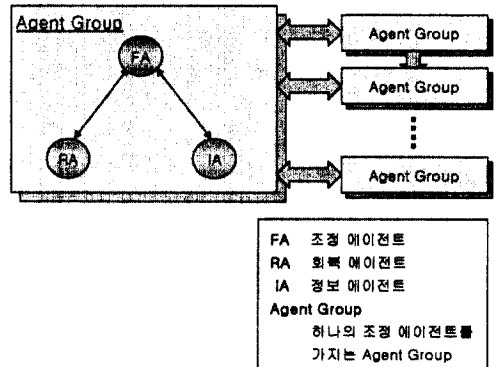 Agent Group
FA
RA
IA
Agent Group
Agent Group
Agent Group
FA 조정 에이전트
RA 회복 에이전트
IA 정보 에이전트
Agent Group
하나의 조정 에이전트를
가지는 Agent Group